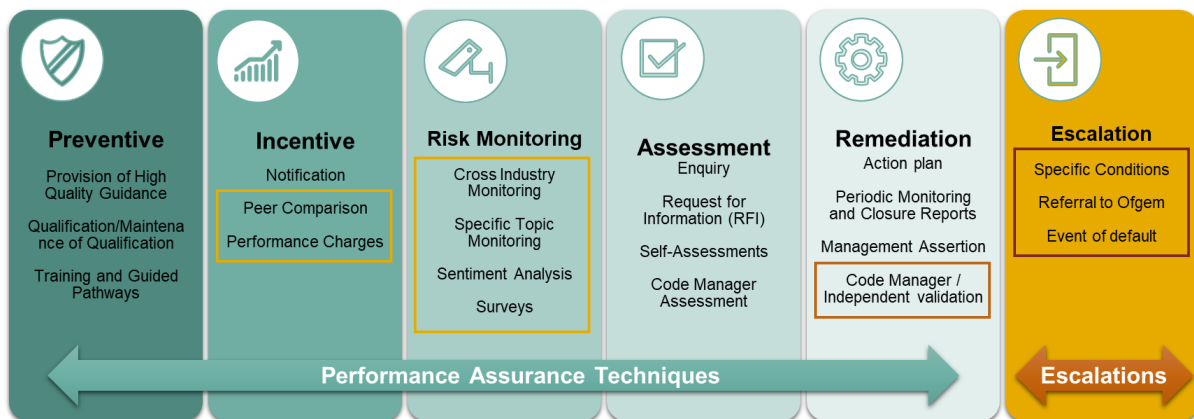 Preventive
Provision of High
Quality Guidance
Qualification/Maintena
nce of Qualification
Training and Guided
Pathways
Incentive
Notification
Peer Comparison
Performance Charges
Risk Monitoring
Cross Industry
Monitoring
Specific Topic
Monitoring
Sentiment Analysis
Surveys
Assessment
Enquiry
Request for
Information (RFI)
Self-Assessments
Code Manager
Assessment
Remediation
Action plan
Periodic Monitoring
and Closure Reports
Management Assertion
Code Manager /
Independent validation
Escalation
Specific Conditions
Referral to Ofgem
Event of default
Performance Assurance Techniques
Escalations